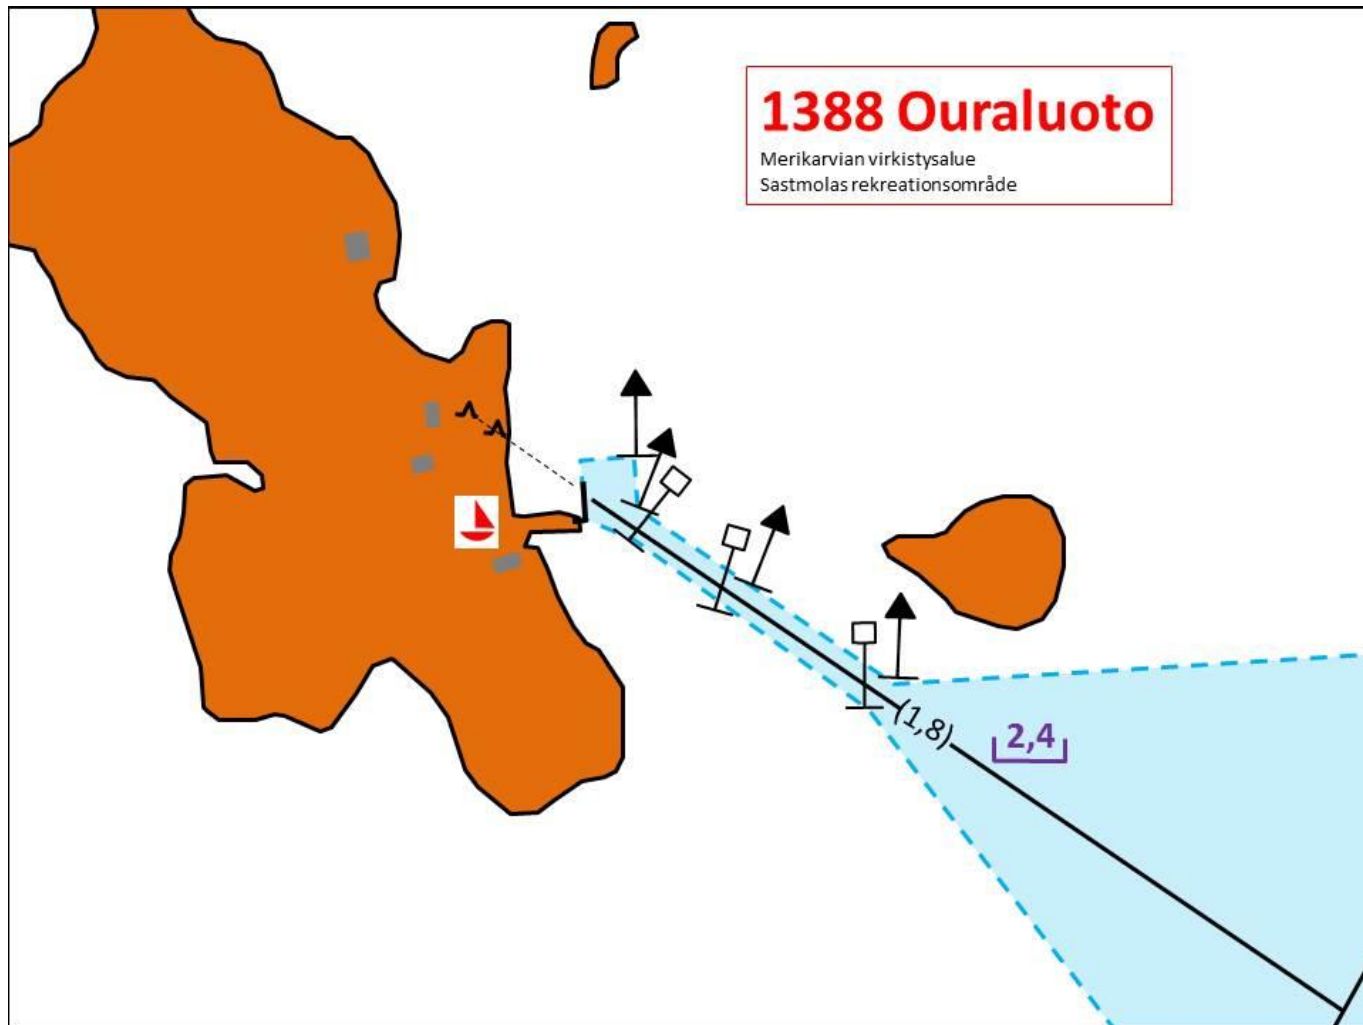 1388 Ouraluoto
Merikarvian virkistysalue
Sastmolas rekreationsområde
(1,8)
2,4